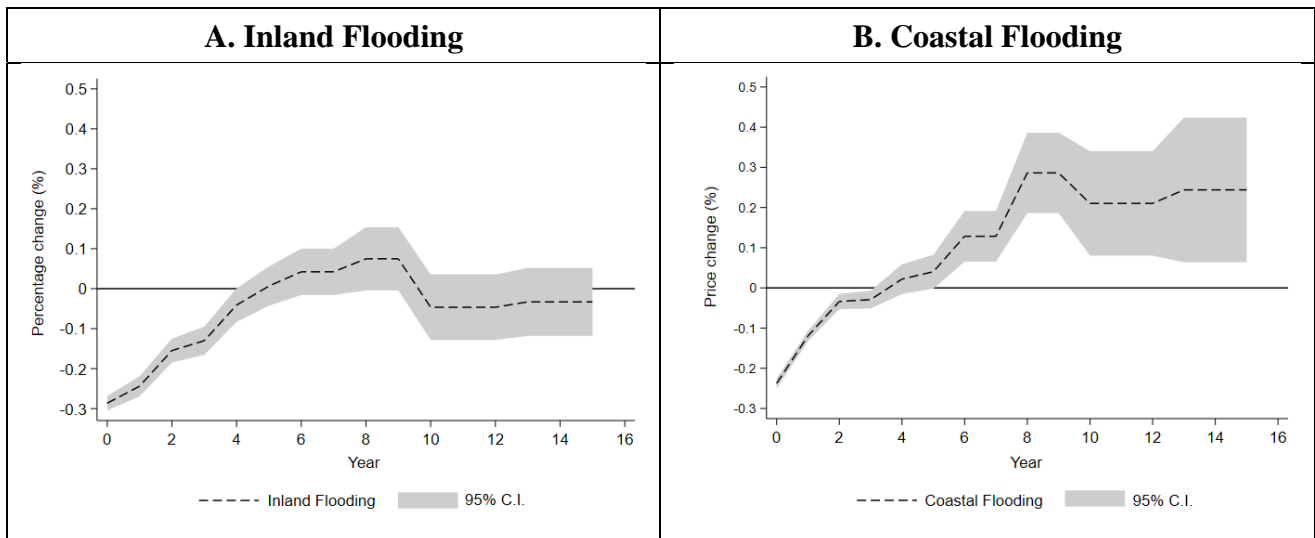 A. Inland Flooding
B. Coastal Flooding
Percentage change (%)
0.5
0.4
0.3
0.2
0.1
0
-0.1
-0.2
-0.3
0 2 4 6 8 10 12 14 16
Year
Inland Flooding 95% C.I.
Price change (%)
0.5
0.4
0.3
0.2
0.1
0
-0.1
-0.2
-0.3
0 2 4 6 8 10 12 14 16
Year
Coastal Flooding 95% C.I.